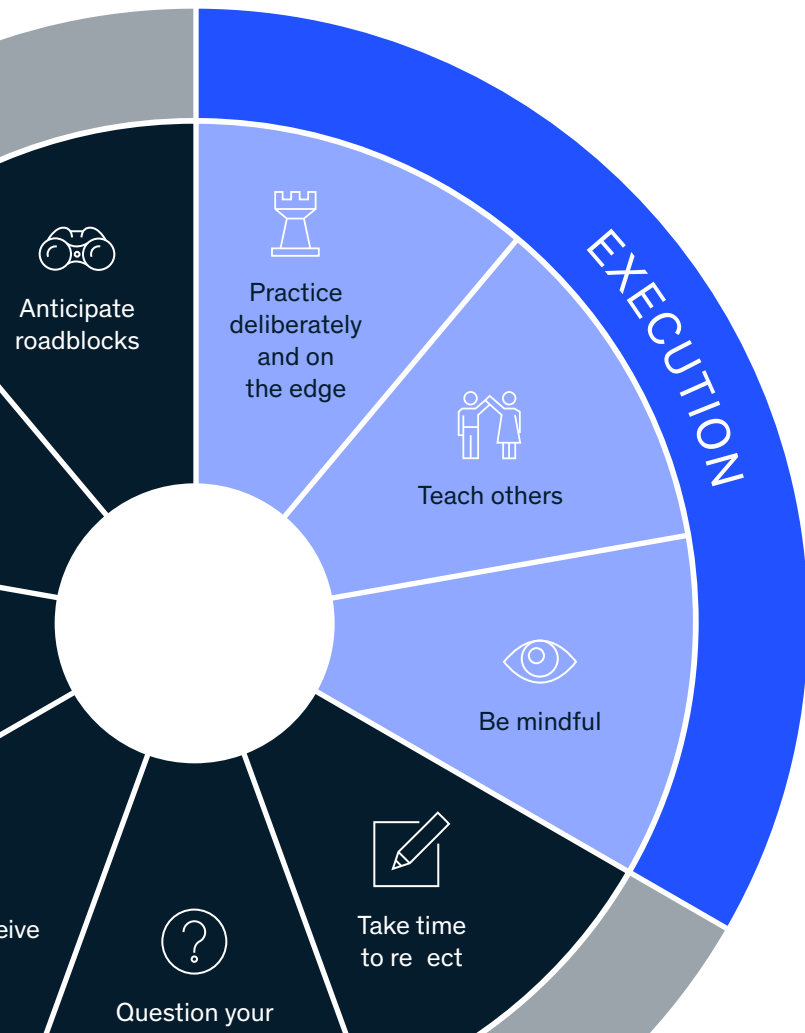 EXECUTION
Anticipate
roadblocks
Practice
deliberately
and on
the edge
Teach others
Be mindful
Take time
to re ect
eive
Question your